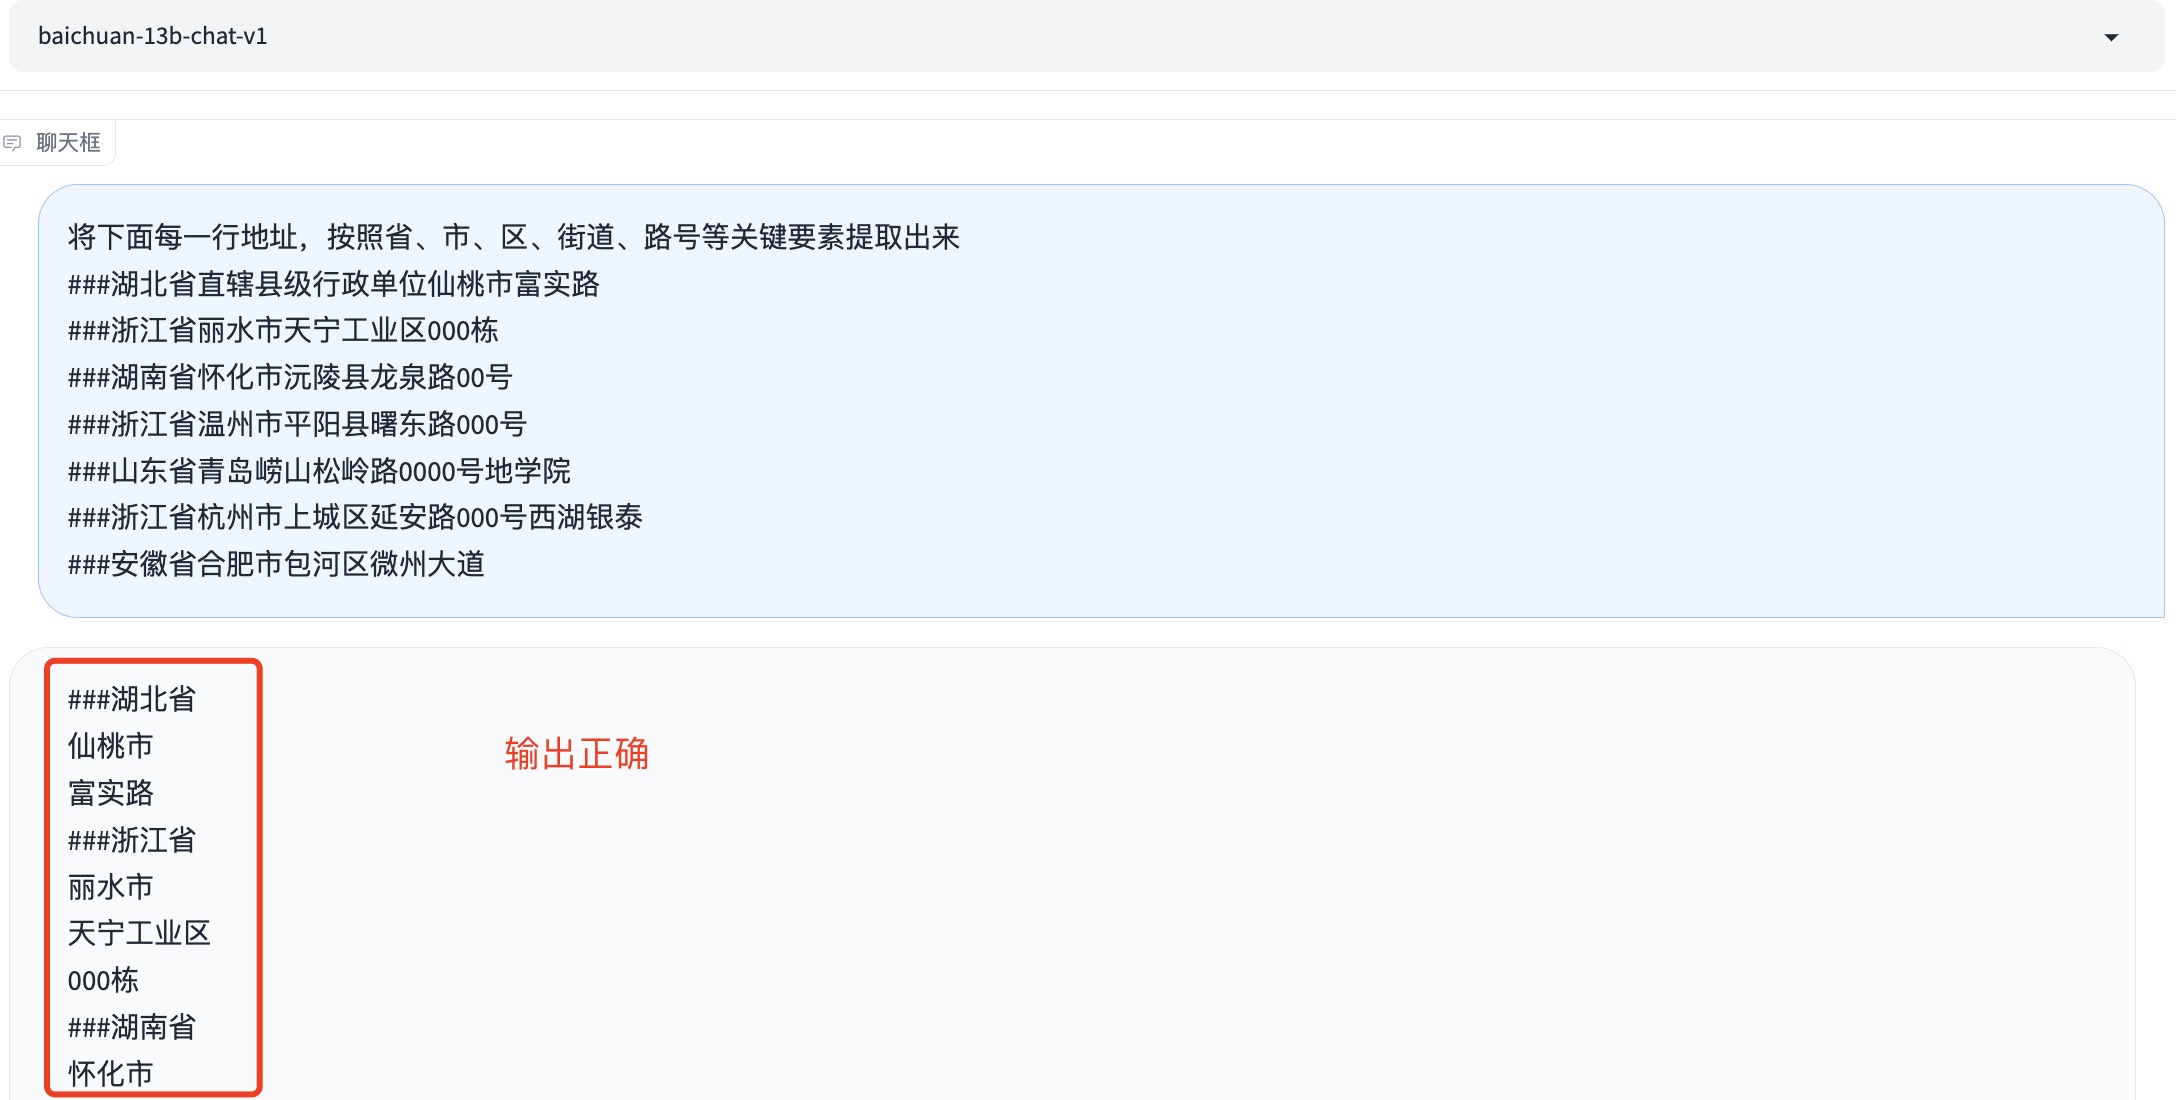 baichuan-13b-chat-v1
聊天框
将下面每一行地址，按照省、市、区、街道、路号等关键要素提取出来
###湖北省直辖县级行政单位仙桃市富实路
###浙江省丽水市天宁工业区000栋
###湖南省怀化市沅陵县龙泉路00号
###浙江省温州市平阳县曙东路000号
###山东省青岛崂山松岭路0000号地学院
###浙江省杭州市上城区延安路000号西湖银泰
###安徽省合肥市包河区微州大道
###湖北省
仙桃市
富实路
输出正确
###浙江省
丽水市
天宁工业区
000栋
###湖南省
怀化市